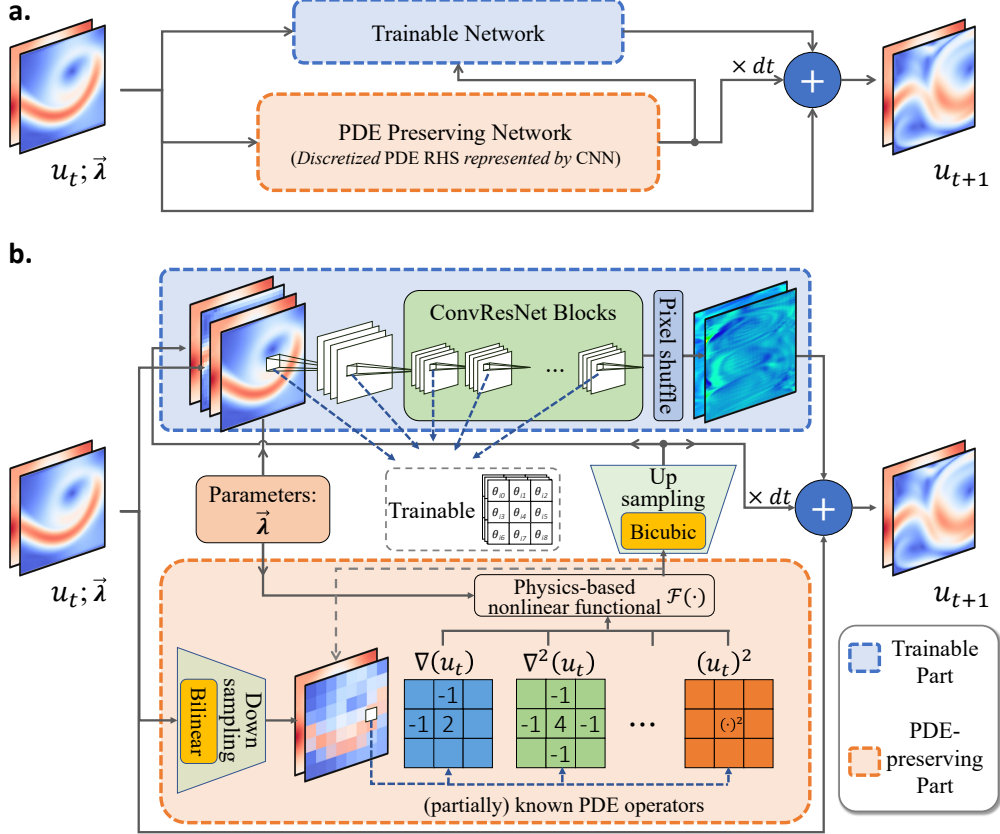 a.
Trainable Network
× dt
+
PDE Preserving Network
(Discretized PDE RHS represented by CNN)
u_t; λ⃗
u_{t+1}
b.
ConvResNet Blocks
...
Pixel shuffle
Parameters:
λ⃗
Trainable
θ_{i0} θ_{i1} θ_{i2}
θ_{i3} θ_{i4} θ_{i5}
θ_{i6} θ_{i7} θ_{i8}
Up
sampling
Bicubic
× dt
+
u_t; λ⃗
u_{t+1}
Physics-based
nonlinear functional ℱ(·)
∇(u_t) ∇²(u_t) (u_t)²
Down
sampling
Bilinear
-1
-1 2
-1
-1 4 -1
-1
...
(·)²
(partially) known PDE operators
Trainable
Part
PDE-
preserving
Part